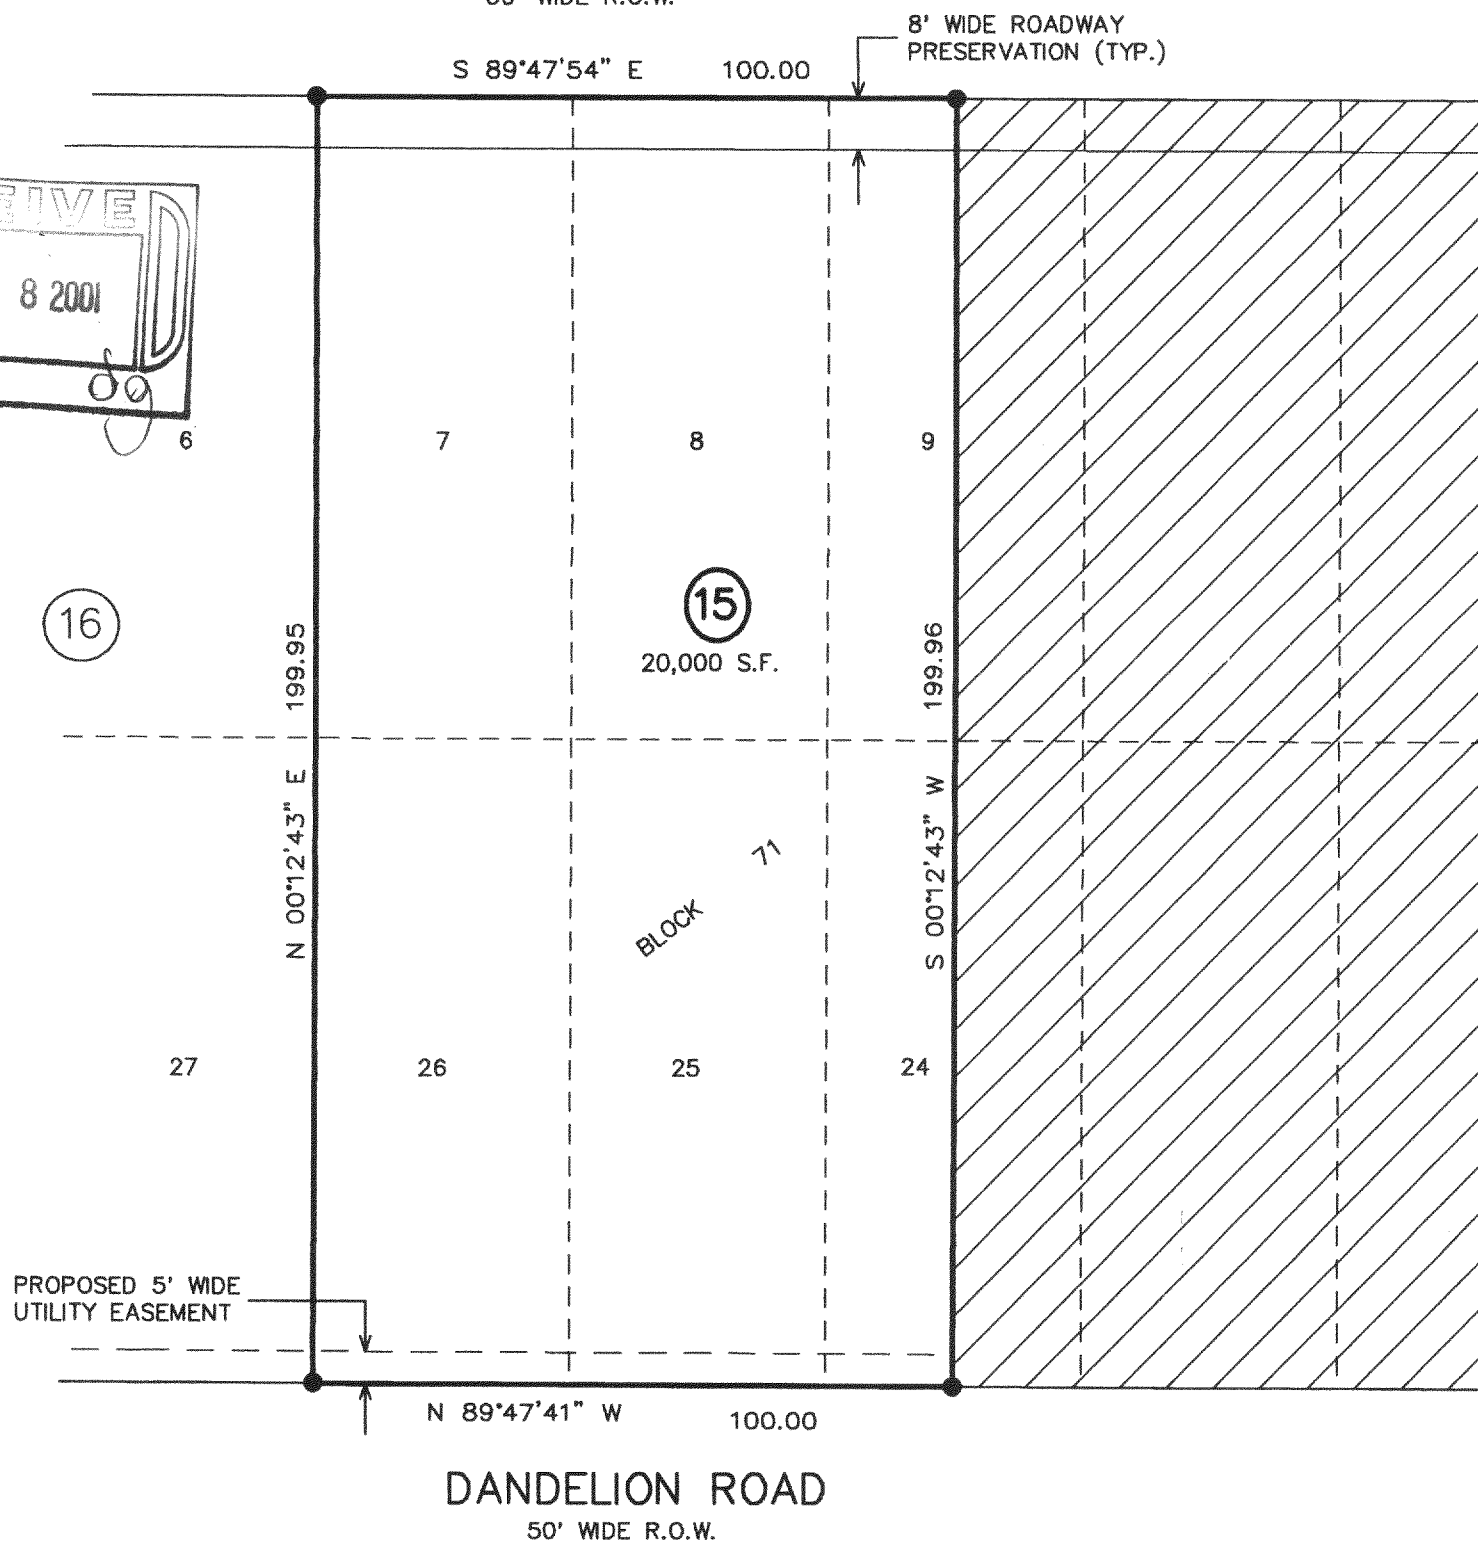 8' WIDE ROADWAY
PRESERVATION (TYP.)
S 89°47'54" E 100.00
EIVED
8 2001
6
7
8
9
16
15
20,000 S.F.
N 00°12'43" E 199.95
S 00°12'43" W 199.96
BLOCK 71
27
26
25
24
PROPOSED 5' WIDE
UTILITY EASEMENT
N 89°47'41" W 100.00
DANDELION ROAD
50' WIDE R.O.W.